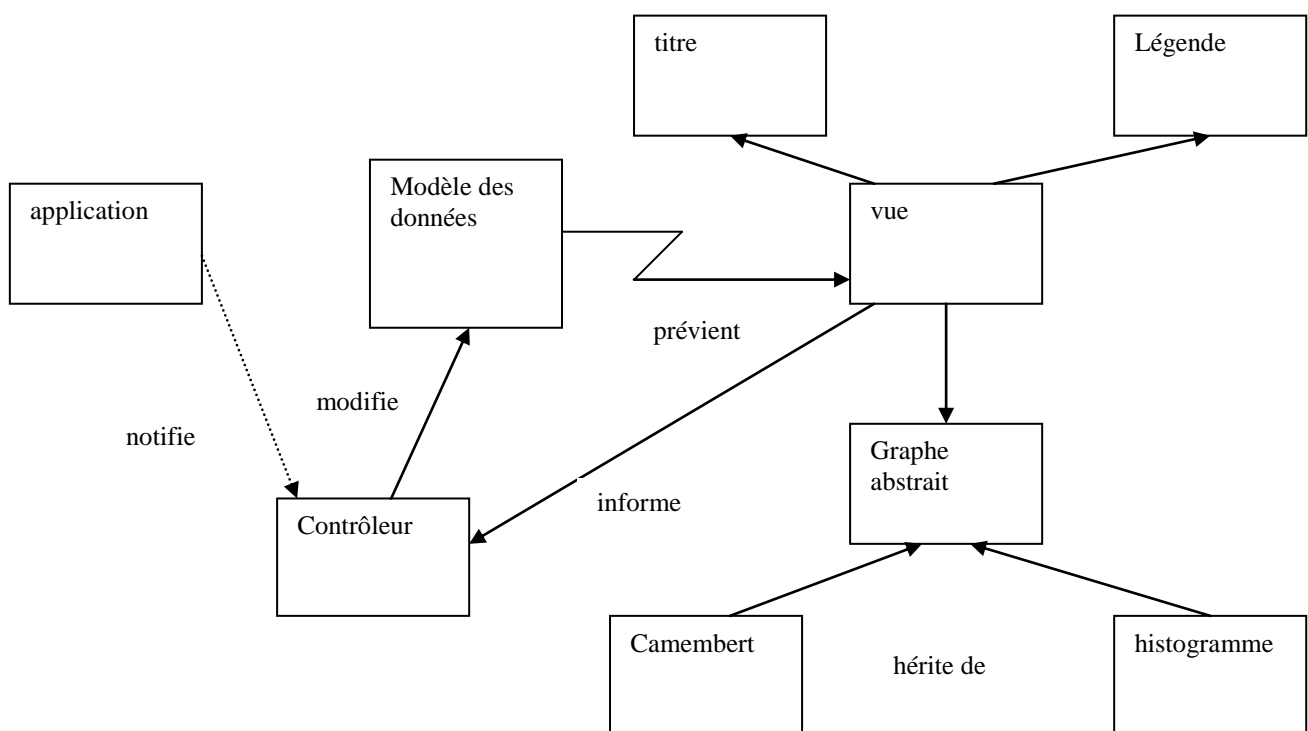 titre
Légende
application
Modèle des
données
vue
prévient
modifie
notifie
Graphe
abstrait
informe
Contrôleur
Camembert
hérite de
histogramme